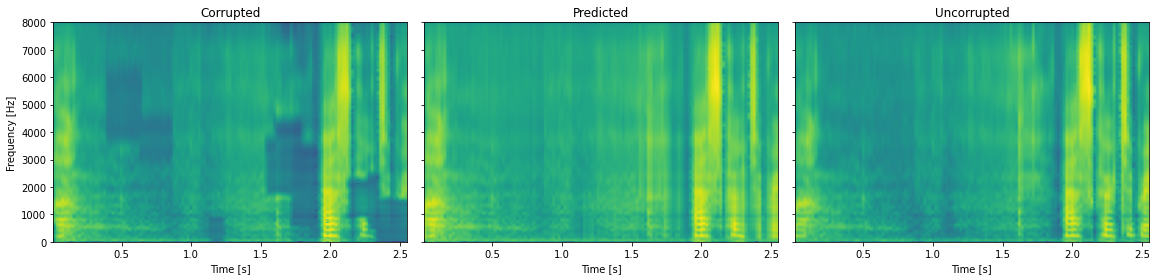 Corrupted
Predicted
Uncorrupted
8000
7000
6000
5000
4000
3000
2000
1000
0
Frequency [Hz]
0.5 1.0 1.5 2.0 2.5
0.5 1.0 1.5 2.0 2.5
0.5 1.0 1.5 2.0 2.5
Time [s]
Time [s]
Time [s]